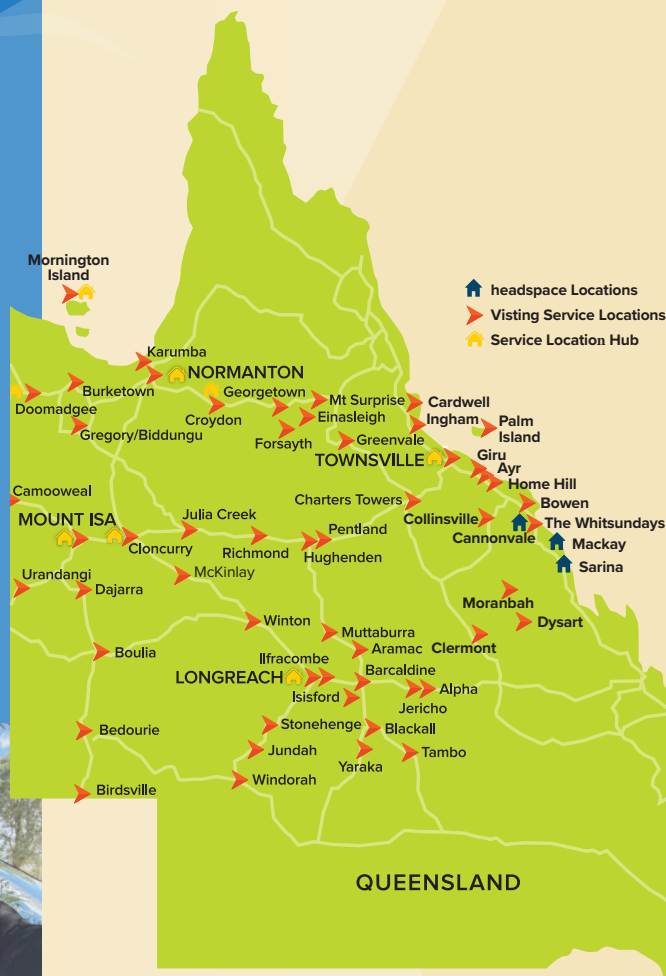 Mornington
Island
headspace Locations
Visting Service Locations
Service Location Hub
Karumba
NORMANTON
Burketown
Georgetown
Mt Surprise
Cardwell
Doomadgee
Croydon
Einasleigh
Ingham
Palm
Island
Gregory/Biddungu
Forsayth
Greenvale
TOWNSVILLE
Giru
Ayr
Home Hill
Camooweal
Charters Towers
Bowen
MOUNT ISA
Julia Creek
Collinsville
The Whitsundays
Cloncurry
Richmond
Pentland
Hughenden
Cannonvale
Mackay
Sarina
Urandangi
McKinlay
Dajarra
Moranbah
Winton
Dysart
Muttaburra
Boulia
Aramac
Clermont
Ilfracombe
LONGREACH
Barcaldine
Isisford
Alpha
Jericho
Stonehenge
Blackall
Bedourie
Jundah
Yaraka
Tambo
Windorah
Birdsville
QUEENSLAND